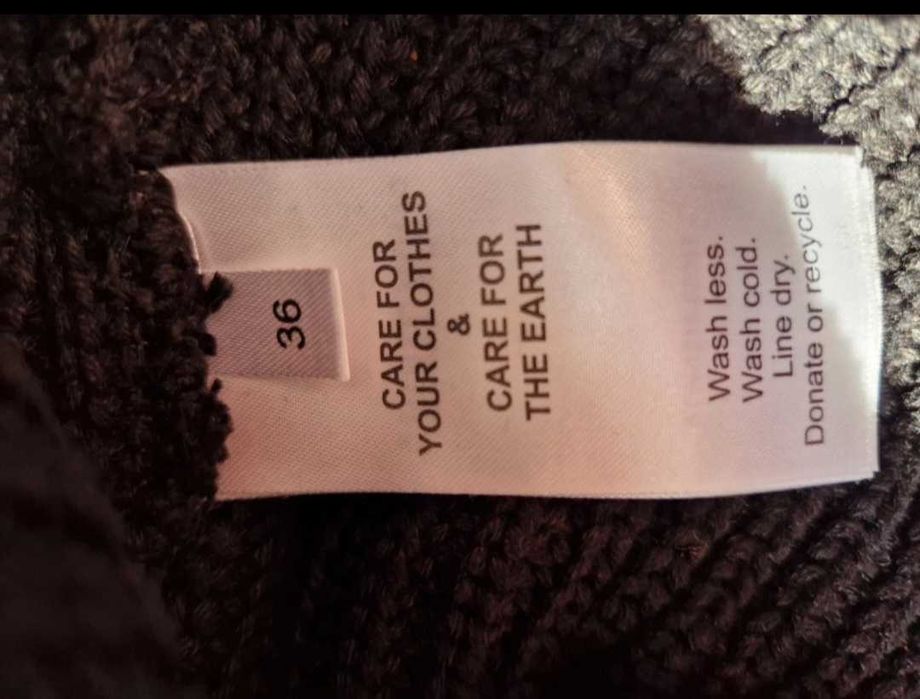 36
CARE FOR
YOUR CLOTHES
&
CARE FOR
THE EARTH
Wash less.
Wash cold.
Line dry.
Donate or recycle.